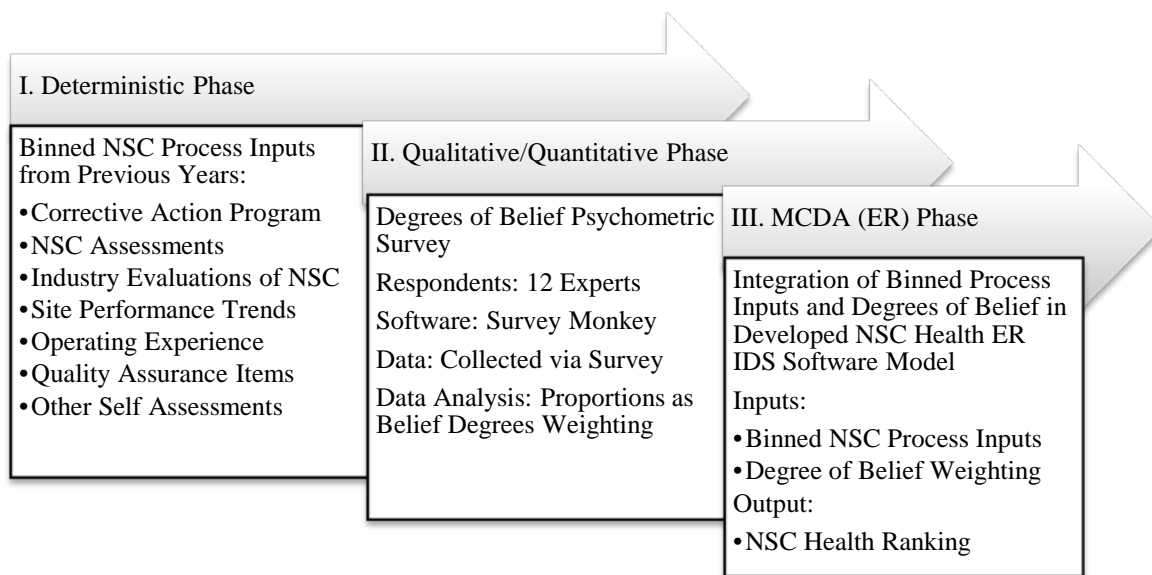 I. Deterministic Phase
Binned NSC Process Inputs
from Previous Years:
•Corrective Action Program
•NSC Assessments
•Industry Evaluations of NSC
•Site Performance Trends
•Operating Experience
•Quality Assurance Items
•Other Self Assessments
II. Qualitative/Quantitative Phase
Degrees of Belief Psychometric
Survey
Respondents: 12 Experts
Software: Survey Monkey
Data: Collected via Survey
Data Analysis: Proportions as
Belief Degrees Weighting
III. MCDA (ER) Phase
Integration of Binned Process
Inputs and Degrees of Belief in
Developed NSC Health ER
IDS Software Model
Inputs:
•Binned NSC Process Inputs
•Degree of Belief Weighting
Output:
•NSC Health Ranking